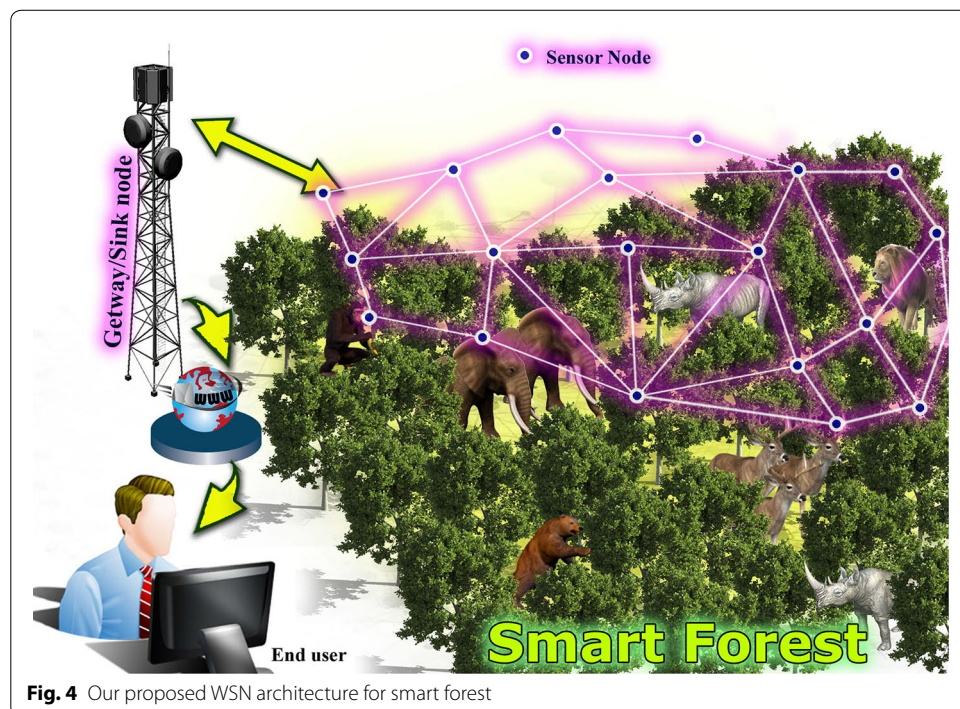 Sensor Node
Getway/Sink node
www
End user
Smart Forest
Fig. 4 Our proposed WSN architecture for smart forest